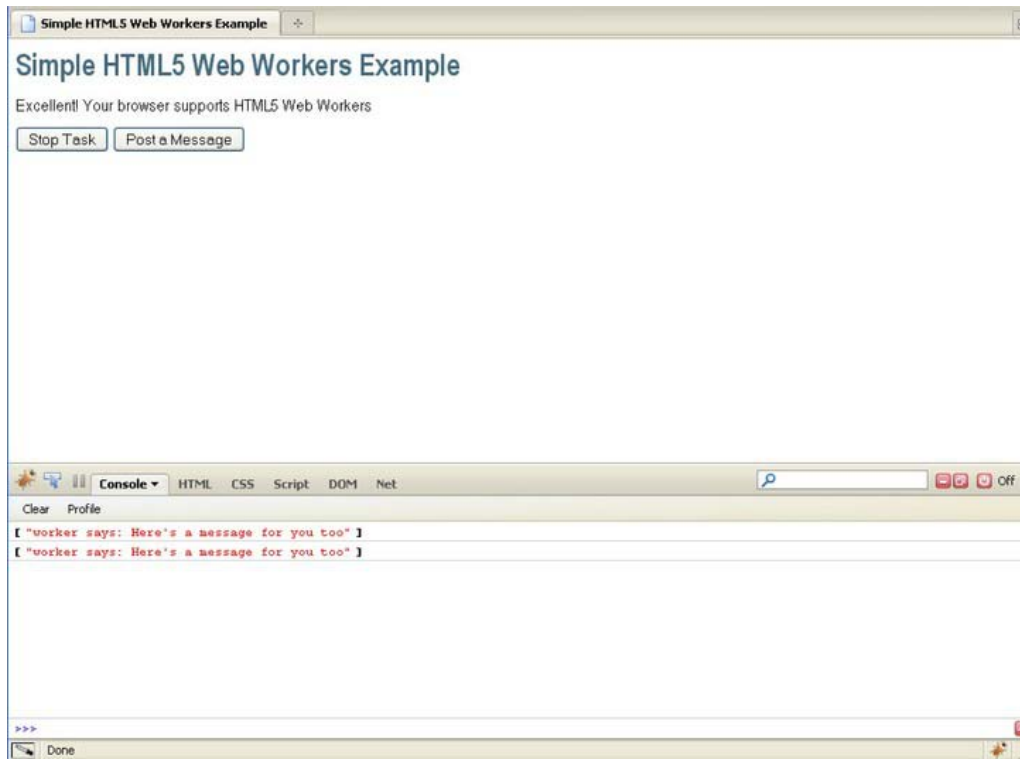 Simple HTML5 Web Workers Example
Simple HTML5 Web Workers Example
Excellent! Your browser supports HTML5 Web Workers
Stop Task Post a Message
Console HTML CSS Script DOM Net Off
Clear Profile
[ "worker says: Here's a message for you too" ]
[ "worker says: Here's a message for you too" ]
>>>
Done